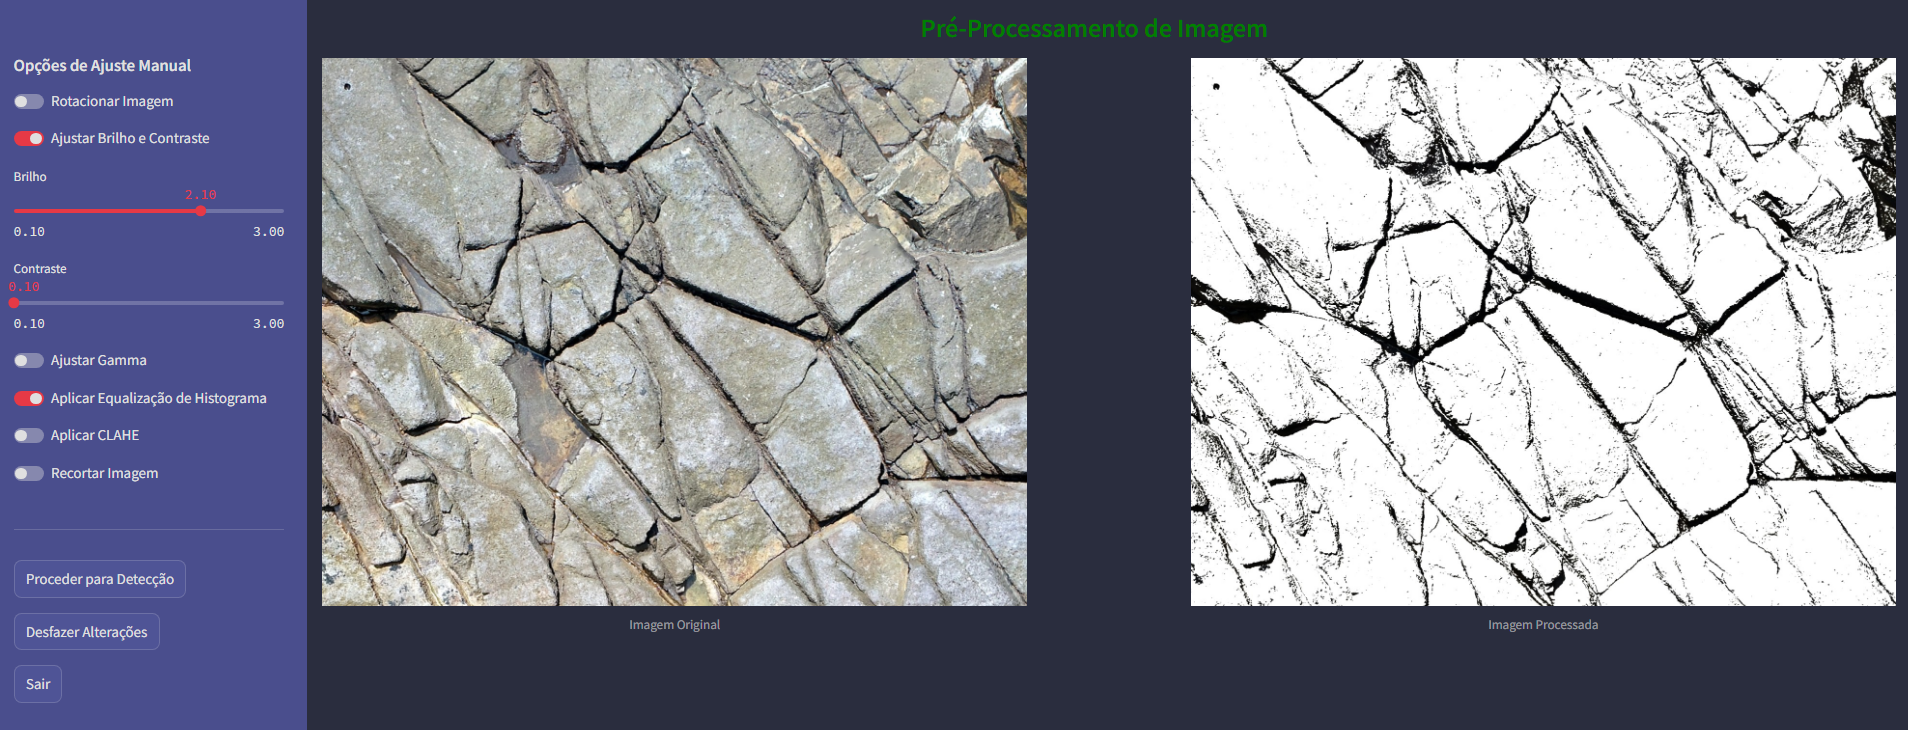 Opções de Ajuste Manual
Rotacionar Imagem
Ajustar Brilho e Contraste
Brilho
2.10
0.10 3.00
Contraste
0.10
0.10 3.00
Ajustar Gamma
Aplicar Equalização de Histograma
Aplicar CLAHE
Recortar Imagem
Proceder para Detecção
Desfazer Alterações
Sair
Pré-Processamento de Imagem
Imagem Original
Imagem Processada